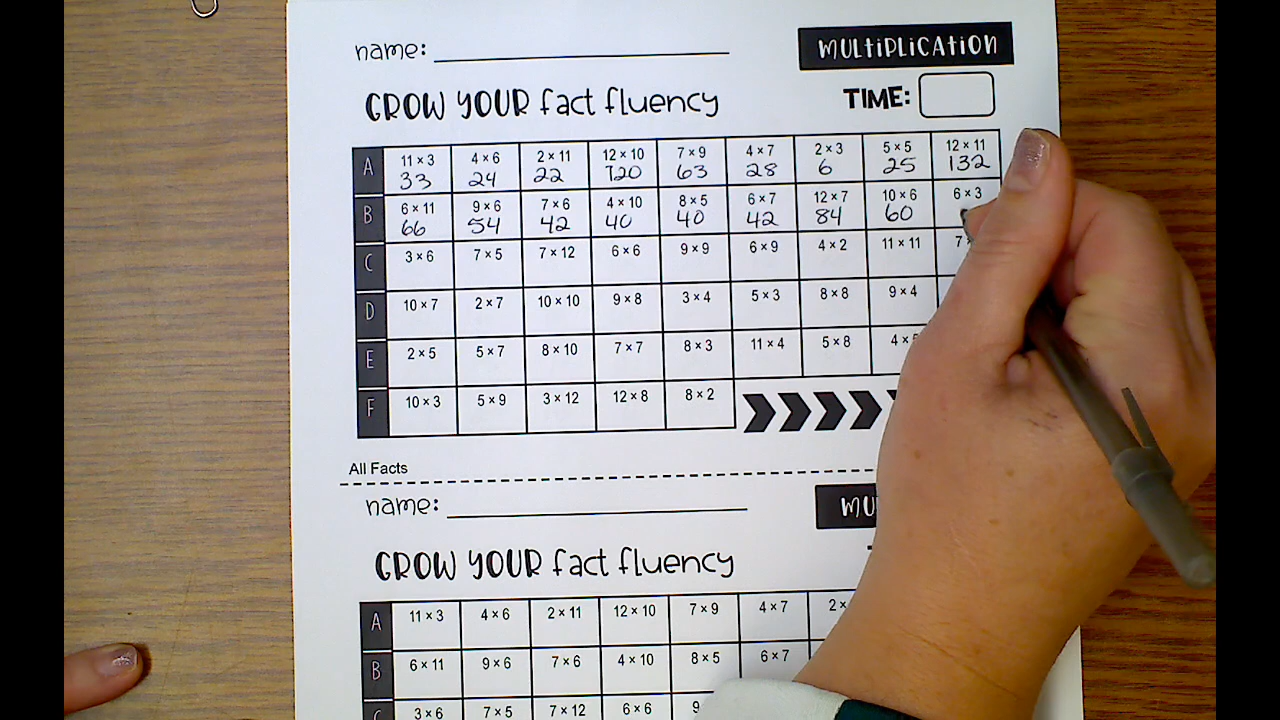 name: MULTIPLICATION
GROW YOUR fact fluency TIME:
A 11 × 3 4 × 6 2 × 11 12 × 10 7 × 9 4 × 7 2 × 3 5 × 5 12 × 11
33 24 22 120 63 28 6 25 132
B 6 × 11 9 × 6 7 × 6 4 × 10 8 × 5 6 × 7 12 × 7 10 × 6 6 × 3
66 54 42 40 40 42 84 60
C 3 × 6 7 × 5 7 × 12 6 × 6 9 × 9 6 × 9 4 × 2 11 × 11
D 10 × 7 2 × 7 10 × 10 9 × 8 3 × 4 5 × 3 8 × 8 9 × 4
E 2 × 5 5 × 7 8 × 10 7 × 7 8 × 3 11 × 4 5 × 8
F 10 × 3 5 × 9 3 × 12 12 × 8 8 × 2
All Facts
name: MU
GROW YOUR fact fluency
A 11 × 3 4 × 6 2 × 11 12 × 10 7 × 9 4 × 7 2 ×
B 6 × 11 9 × 6 7 × 6 4 × 10 8 × 5 6 × 7
3 × 6 7 × 5 7 × 12 6 × 6 9